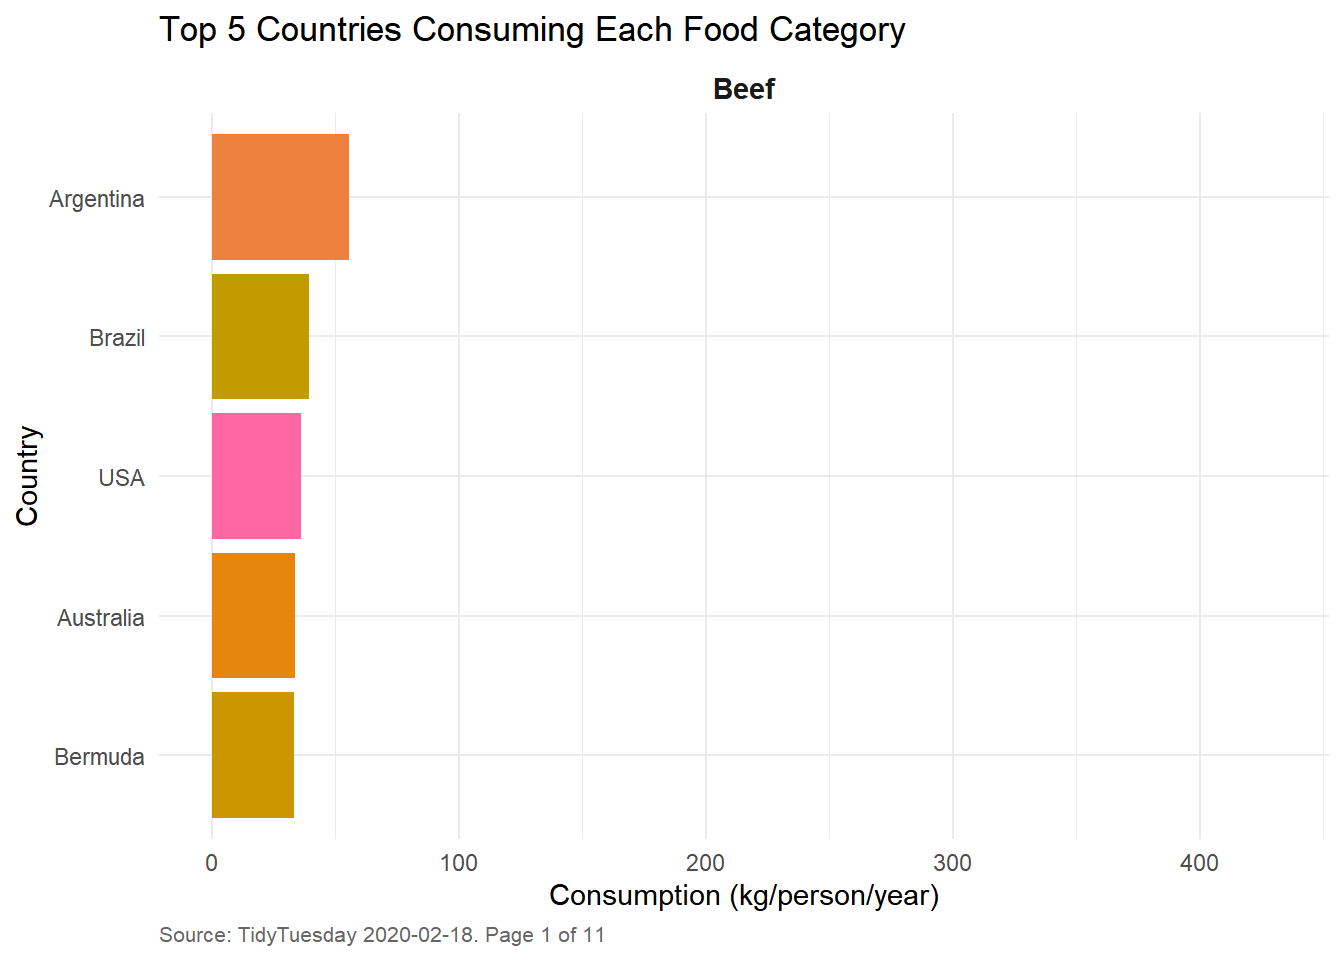 Top 5 Countries Consuming Each Food Category
Beef
Argentina
Brazil
USA
Australia
Bermuda
Country
0 100 200 300 400
Consumption (kg/person/year)
Source: TidyTuesday 2020-02-18. Page 1 of 11